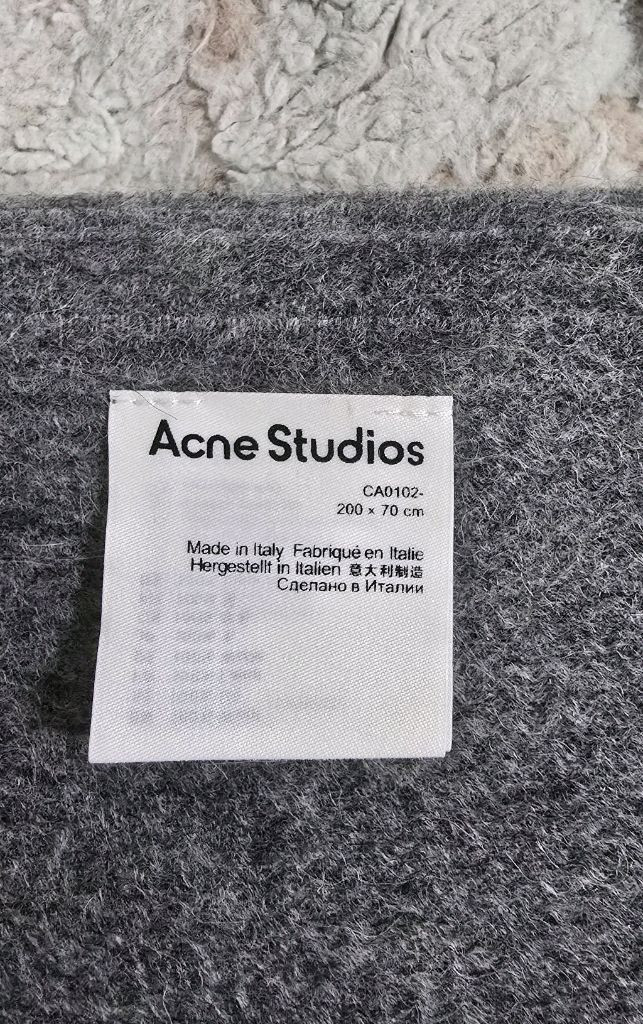 Acne Studios
CA0102-
200 × 70 cm
Made in Italy Fabriqué en Italie
Hergestellt in Italien 意大利制造
Сделано в Италии